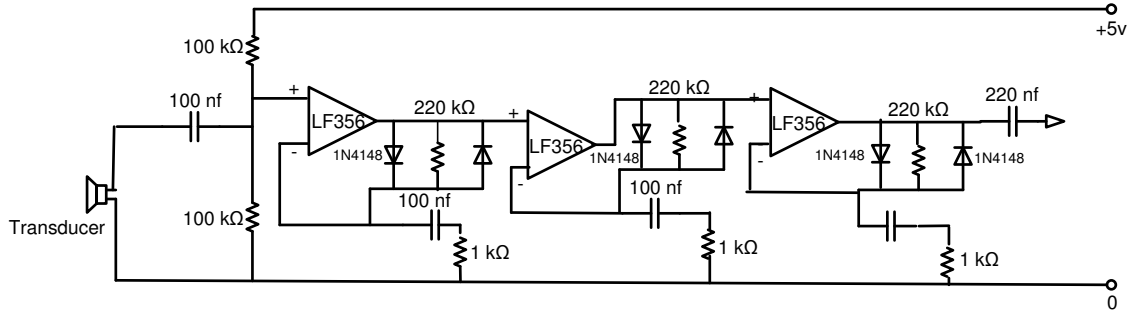 +5v
100 kΩ
100 nf
+
LF356
-
220 kΩ
1N4148
+
LF356
-
220 kΩ
1N4148
+
LF356
-
220 kΩ
1N4148
1N4148
220 nf
Transducer
100 kΩ
100 nf
1 kΩ
100 nf
1 kΩ
1 kΩ
0